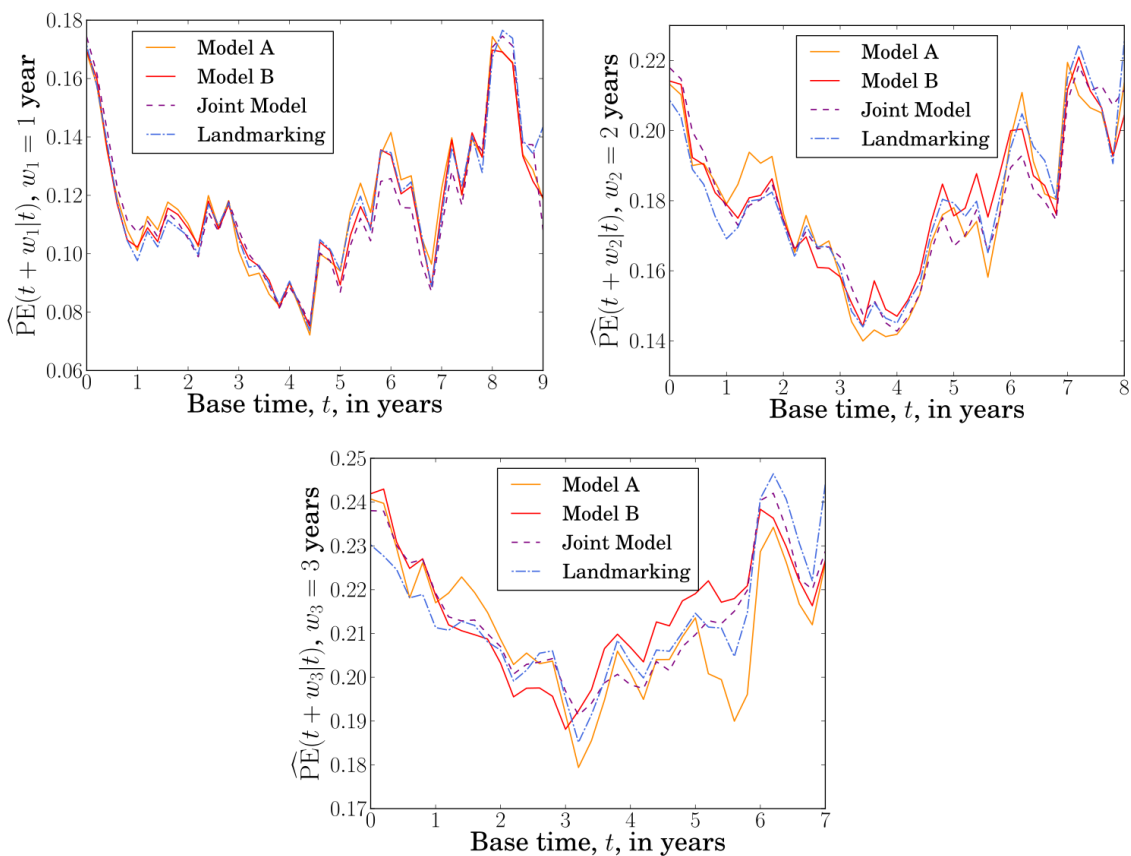 P̂E(t + w₁|t), w₁ = 1 year
0.18
0.16
0.14
0.12
0.10
0.08
0.06
Model A
Model B
Joint Model
Landmarking
0 1 2 3 4 5 6 7 8 9
Base time, t, in years
P̂E(t + w₂|t), w₂ = 2 years
0.22
0.20
0.18
0.16
0.14
Model A
Model B
Joint Model
Landmarking
0 1 2 3 4 5 6 7 8
Base time, t, in years
P̂E(t + w₃|t), w₃ = 3 years
0.25
0.24
0.23
0.22
0.21
0.20
0.19
0.18
0.17
Model A
Model B
Joint Model
Landmarking
0 1 2 3 4 5 6 7
Base time, t, in years